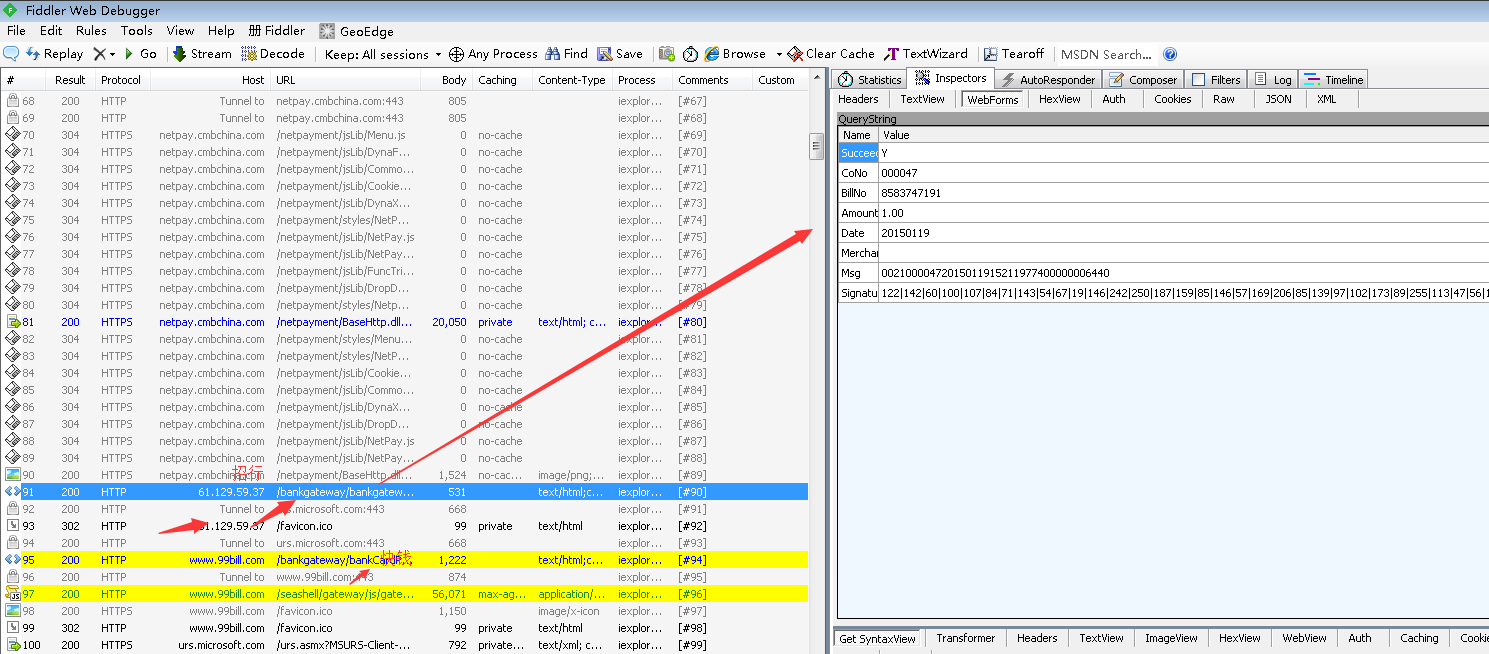 Fiddler Web Debugger
File Edit Rules Tools View Help Fiddler GeoEdge
Replay Go Stream Decode Keep: All sessions Any Process Find Save Browse Clear Cache TextWizard Tearoff MSDN Search...
# Result Protocol Host URL Body Caching Content-Type Process Comments Custom
68 200 HTTP Tunnel to netpay.cmbchina.com:443 805 iexplor... [#67]
69 200 HTTP Tunnel to netpay.cmbchina.com:443 805 iexplor... [#68]
70 304 HTTPS netpay.cmbchina.com /netpayment/jsLib/Menu.js 0 no-cache iexplor... [#69]
71 304 HTTPS netpay.cmbchina.com /netpayment/jsLib/DynaF... 0 no-cache iexplor... [#70]
72 304 HTTPS netpay.cmbchina.com /netpayment/jsLib/Commo... 0 no-cache iexplor... [#71]
73 304 HTTPS netpay.cmbchina.com /netpayment/jsLib/Cookie... 0 no-cache iexplor... [#72]
74 304 HTTPS netpay.cmbchina.com /netpayment/jsLib/DynaX... 0 no-cache iexplor... [#73]
75 304 HTTPS netpay.cmbchina.com /netpayment/styles/NetP... 0 no-cache iexplor... [#74]
76 304 HTTPS netpay.cmbchina.com /netpayment/jsLib/NetPay.js 0 no-cache iexplor... [#75]
77 304 HTTPS netpay.cmbchina.com /netpayment/jsLib/NetPay... 0 no-cache iexplor... [#76]
78 304 HTTPS netpay.cmbchina.com /netpayment/jsLib/FuncTri... 0 no-cache iexplor... [#77]
79 304 HTTPS netpay.cmbchina.com /netpayment/jsLib/DropD... 0 no-cache iexplor... [#78]
80 304 HTTPS netpay.cmbchina.com /netpayment/styles/Netp... 0 no-cache iexplor... [#79]
81 200 HTTPS netpay.cmbchina.com /netpayment/BaseHttp.dll... 20,050 private text/html; c... iexplor... [#80]
82 304 HTTPS netpay.cmbchina.com /netpayment/styles/Menu... 0 no-cache iexplor... [#81]
83 304 HTTPS netpay.cmbchina.com /netpayment/styles/NetP... 0 no-cache iexplor... [#82]
84 304 HTTPS netpay.cmbchina.com /netpayment/jsLib/Cookie... 0 no-cache iexplor... [#83]
85 304 HTTPS netpay.cmbchina.com /netpayment/jsLib/Commo... 0 no-cache iexplor... [#84]
86 304 HTTPS netpay.cmbchina.com /netpayment/jsLib/DynaX... 0 no-cache iexplor... [#85]
87 304 HTTPS netpay.cmbchina.com /netpayment/jsLib/DropD... 0 no-cache iexplor... [#86]
88 304 HTTPS netpay.cmbchina.com /netpayment/jsLib/NetPay.js 0 no-cache iexplor... [#87]
89 304 HTTPS netpay.cmbchina.com /netpayment/jsLib/NetPay... 0 no-cache iexplor... [#88]
招行
90 200 HTTPS /netpayment/BaseHttp.dll... 1,524 no-cac... image/png;... iexplor... [#89]
91 200 HTTP 61.129.59.37 /bankgateway/bankgatew... 531 text/html;c... iexplor... [#90]
92 200 HTTP Tunnel to 668 iexplor... [#91]
93 302 HTTP /favicon.ico 99 private text/html iexplor... [#92]
94 200 HTTP Tunnel to urs.microsoft.com:443 668 iexplor... [#93]
快钱
95 200 HTTP www.99bill.com 1,222 text/html;c... iexplor... [#94]
96 200 HTTP Tunnel to 874 iexplor... [#95]
97 200 HTTP www.99bill.com /seashell/gateway/js/gate... 56,071 max-ag... application/... iexplor... [#96]
98 200 HTTPS www.99bill.com /favicon.ico 1,150 image/x-icon iexplor... [#97]
99 302 HTTP www.99bill.com /favicon.ico 99 private text/html iexplor... [#98]
100 200 HTTPS urs.microsoft.com /urs.asmx?MSURS-Client-... 792 private... text/xml; c... iexplor... [#99]
Statistics Inspectors AutoResponder Composer Filters Log Timeline
Headers TextView WebForms HexView Auth Cookies Raw JSON XML
QueryString
Name Value
Succeed Y
CoNo 000047
BillNo 8583747191
Amount 1.00
Date 20150119
Merchan
Msg 00210000472015011915211977400000006440
Signatu 122|142|60|100|107|84|71|143|54|67|19|146|242|250|187|159|85|146|57|169|206|85|139|97|102|173|89|255|113|47|56|1
Get SyntaxView Transformer Headers TextView ImageView HexView WebView Auth Caching Cookie